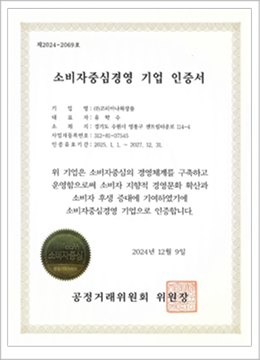 제2024-2069호
소비자중심경영 기업 인증서
기 업 명 : (주)코리아나화장품
대 표 자 : 유 학 수
소 재 지 : 경기도 수원시 영통구 센트럴타운로 114-4
사업자등록번호 : 312-81-07545
인증유효기간 : 2025. 1. 1. ~ 2027. 12. 31.
위 기업은 소비자중심의 경영체계를 구축하고
운영함으로써 소비자 지향적 경영문화 확산과
소비자 후생 증대에 기여하였기에
소비자중심경영 기업으로 인증합니다.
소비자중심
2024년 12월 9일
공정거래위원회 위원장